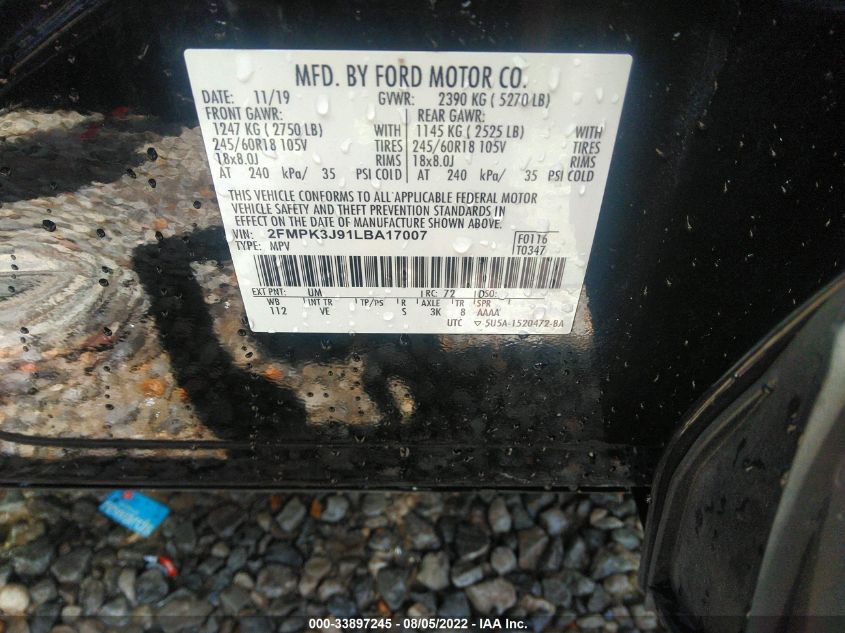 MFD. BY FORD MOTOR CO.
DATE: 11/19 GVWR: 2390 KG ( 5270 LB)
FRONT GAWR: REAR GAWR:
1247 KG ( 2750 LB) WITH 1145 KG ( 2525 LB) WITH
245/60R18 105V TIRES 245/60R18 105V TIRES
18x8.0J RIMS 18x8.0J RIMS
AT 240 kPa/ 35 PSI COLD AT 240 kPa/ 35 PSI COLD
THIS VEHICLE CONFORMS TO ALL APPLICABLE FEDERAL MOTOR
VEHICLE SAFETY AND THEFT PREVENTION STANDARDS IN
EFFECT ON THE DATE OF MANUFACTURE SHOWN ABOVE.
VIN: 2FMPK3J91LBA17007 F0116
TYPE: MPV T0347
EXT PNT: UM RC: 72 DSO:
WB INT TR TP/PS R AXLE TR SPR
112 VE S 3K 8 AAAA
UTC ▽ 5U5A-1520472-BA
rewards
000-33897245 - 08/05/2022 - IAA Inc.